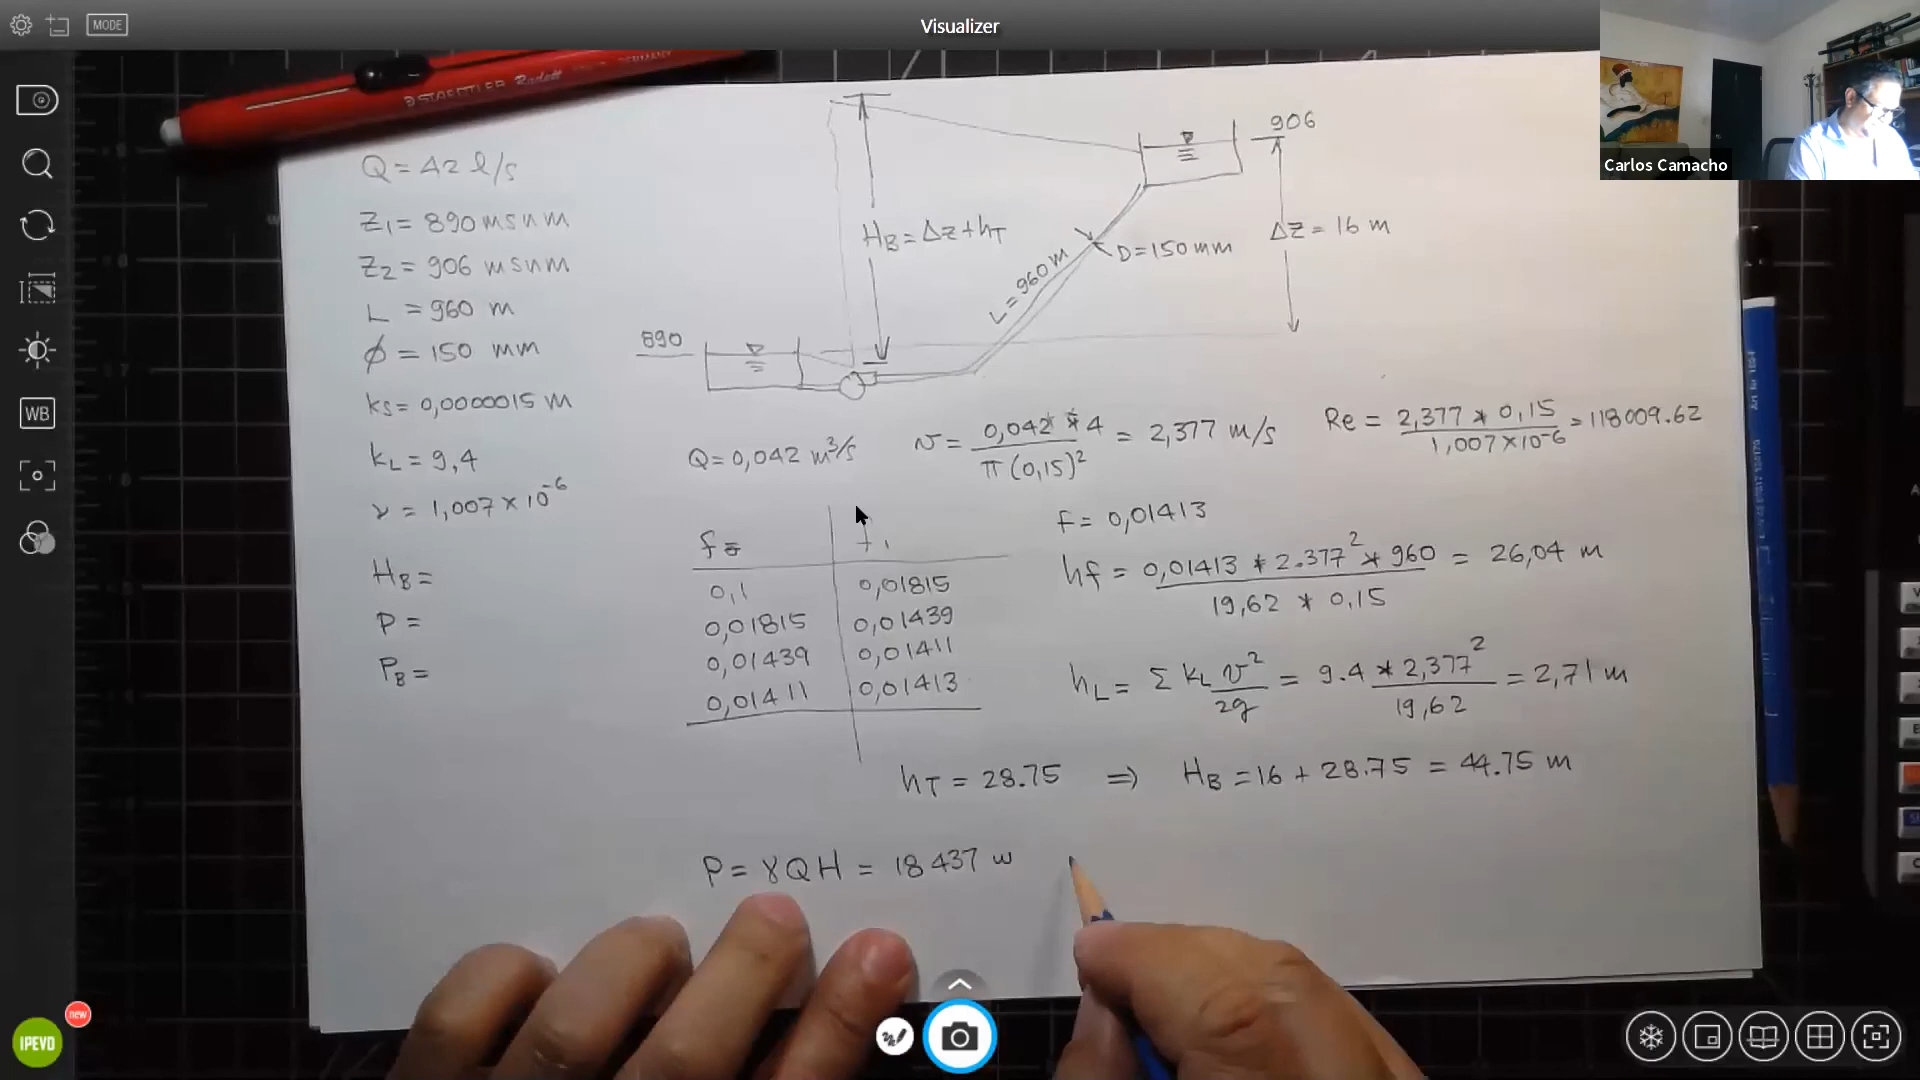 MODE
Visualizer
STAEDTLER
Carlos Camacho
Q = 42 l/s
Z1 = 890 msnm
Z2 = 906 msnm
L = 960 m
ϕ = 150 mm
ks = 0,0000015 m
kL = 9,4
ν = 1,007 × 10^-6
HB =
P =
PB =
906
HB = Δz + hT
L = 960 m
D = 150 mm
ΔZ = 16 m
890
Q = 0,042 m³/s
v = 0,042 * 4 / π (0,15)² = 2,377 m/s
Re = 2,377 * 0,15 / 1,007 × 10^-6 = 118009.62
0,1 0,01815
0,01815 0,01439
0,01439 0,01411
0,01411 0,01413
f = 0,01413
hf = 0,01413 * 2.377² * 960 / 19,62 * 0,15 = 26,04 m
hL = Σ kL v² / 2g = 9.4 * 2,377² / 19,62 = 2,71 m
hT = 28.75 ⇒ HB = 16 + 28.75 = 44.75 m
P = γQH = 18437 w
WB
new
IPEVO